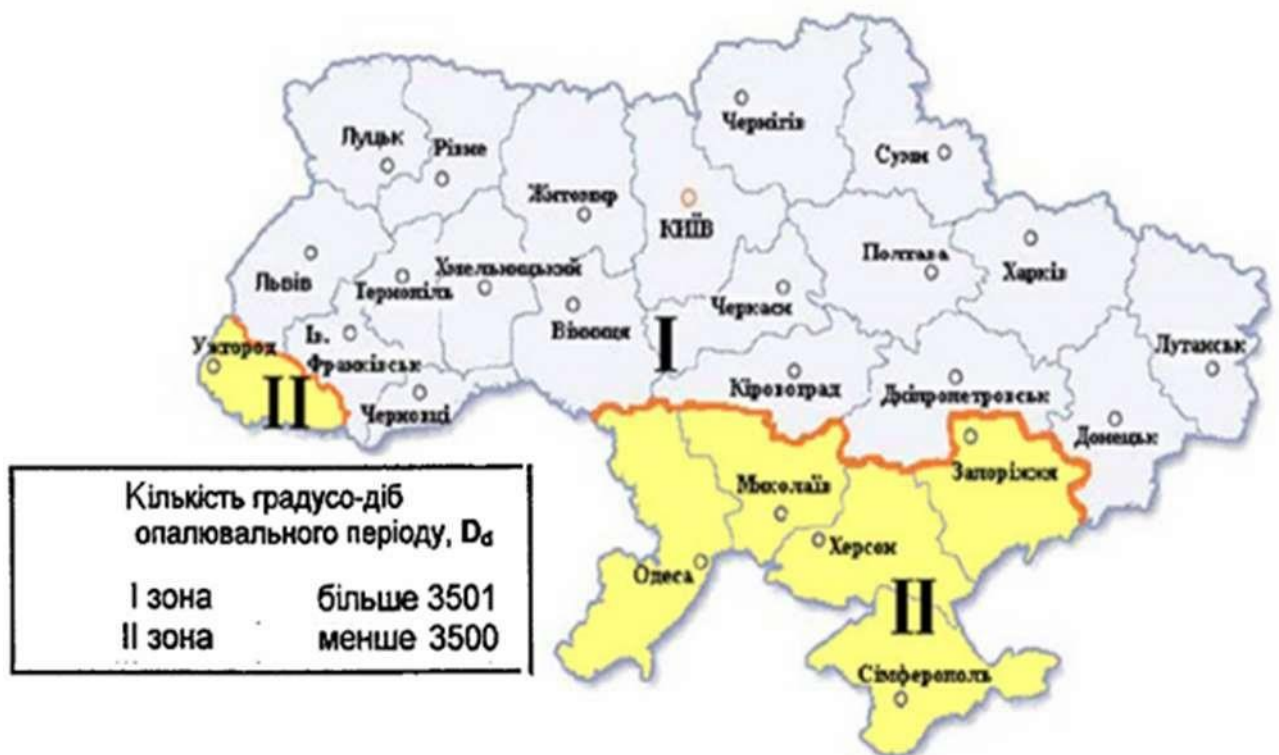 Чернігів
Луцьк
Рівне
Суми
Житомир
КИЇВ
Полтава
Харків
Львів
Тернопіль
Хмельницький
Черкаси
Вінниця
I
Ужгород
Ів.
Франківськ
Луганськ
II
Черновці
Кіровоград
Дніпропетровськ
Донецьк
Запоріжжя
Миколаїв
Херсон
Одеса
II
Сімферополь
Кількість градусо-діб
опалювального періоду, Dd
I зона більше 3501
II зона менше 3500